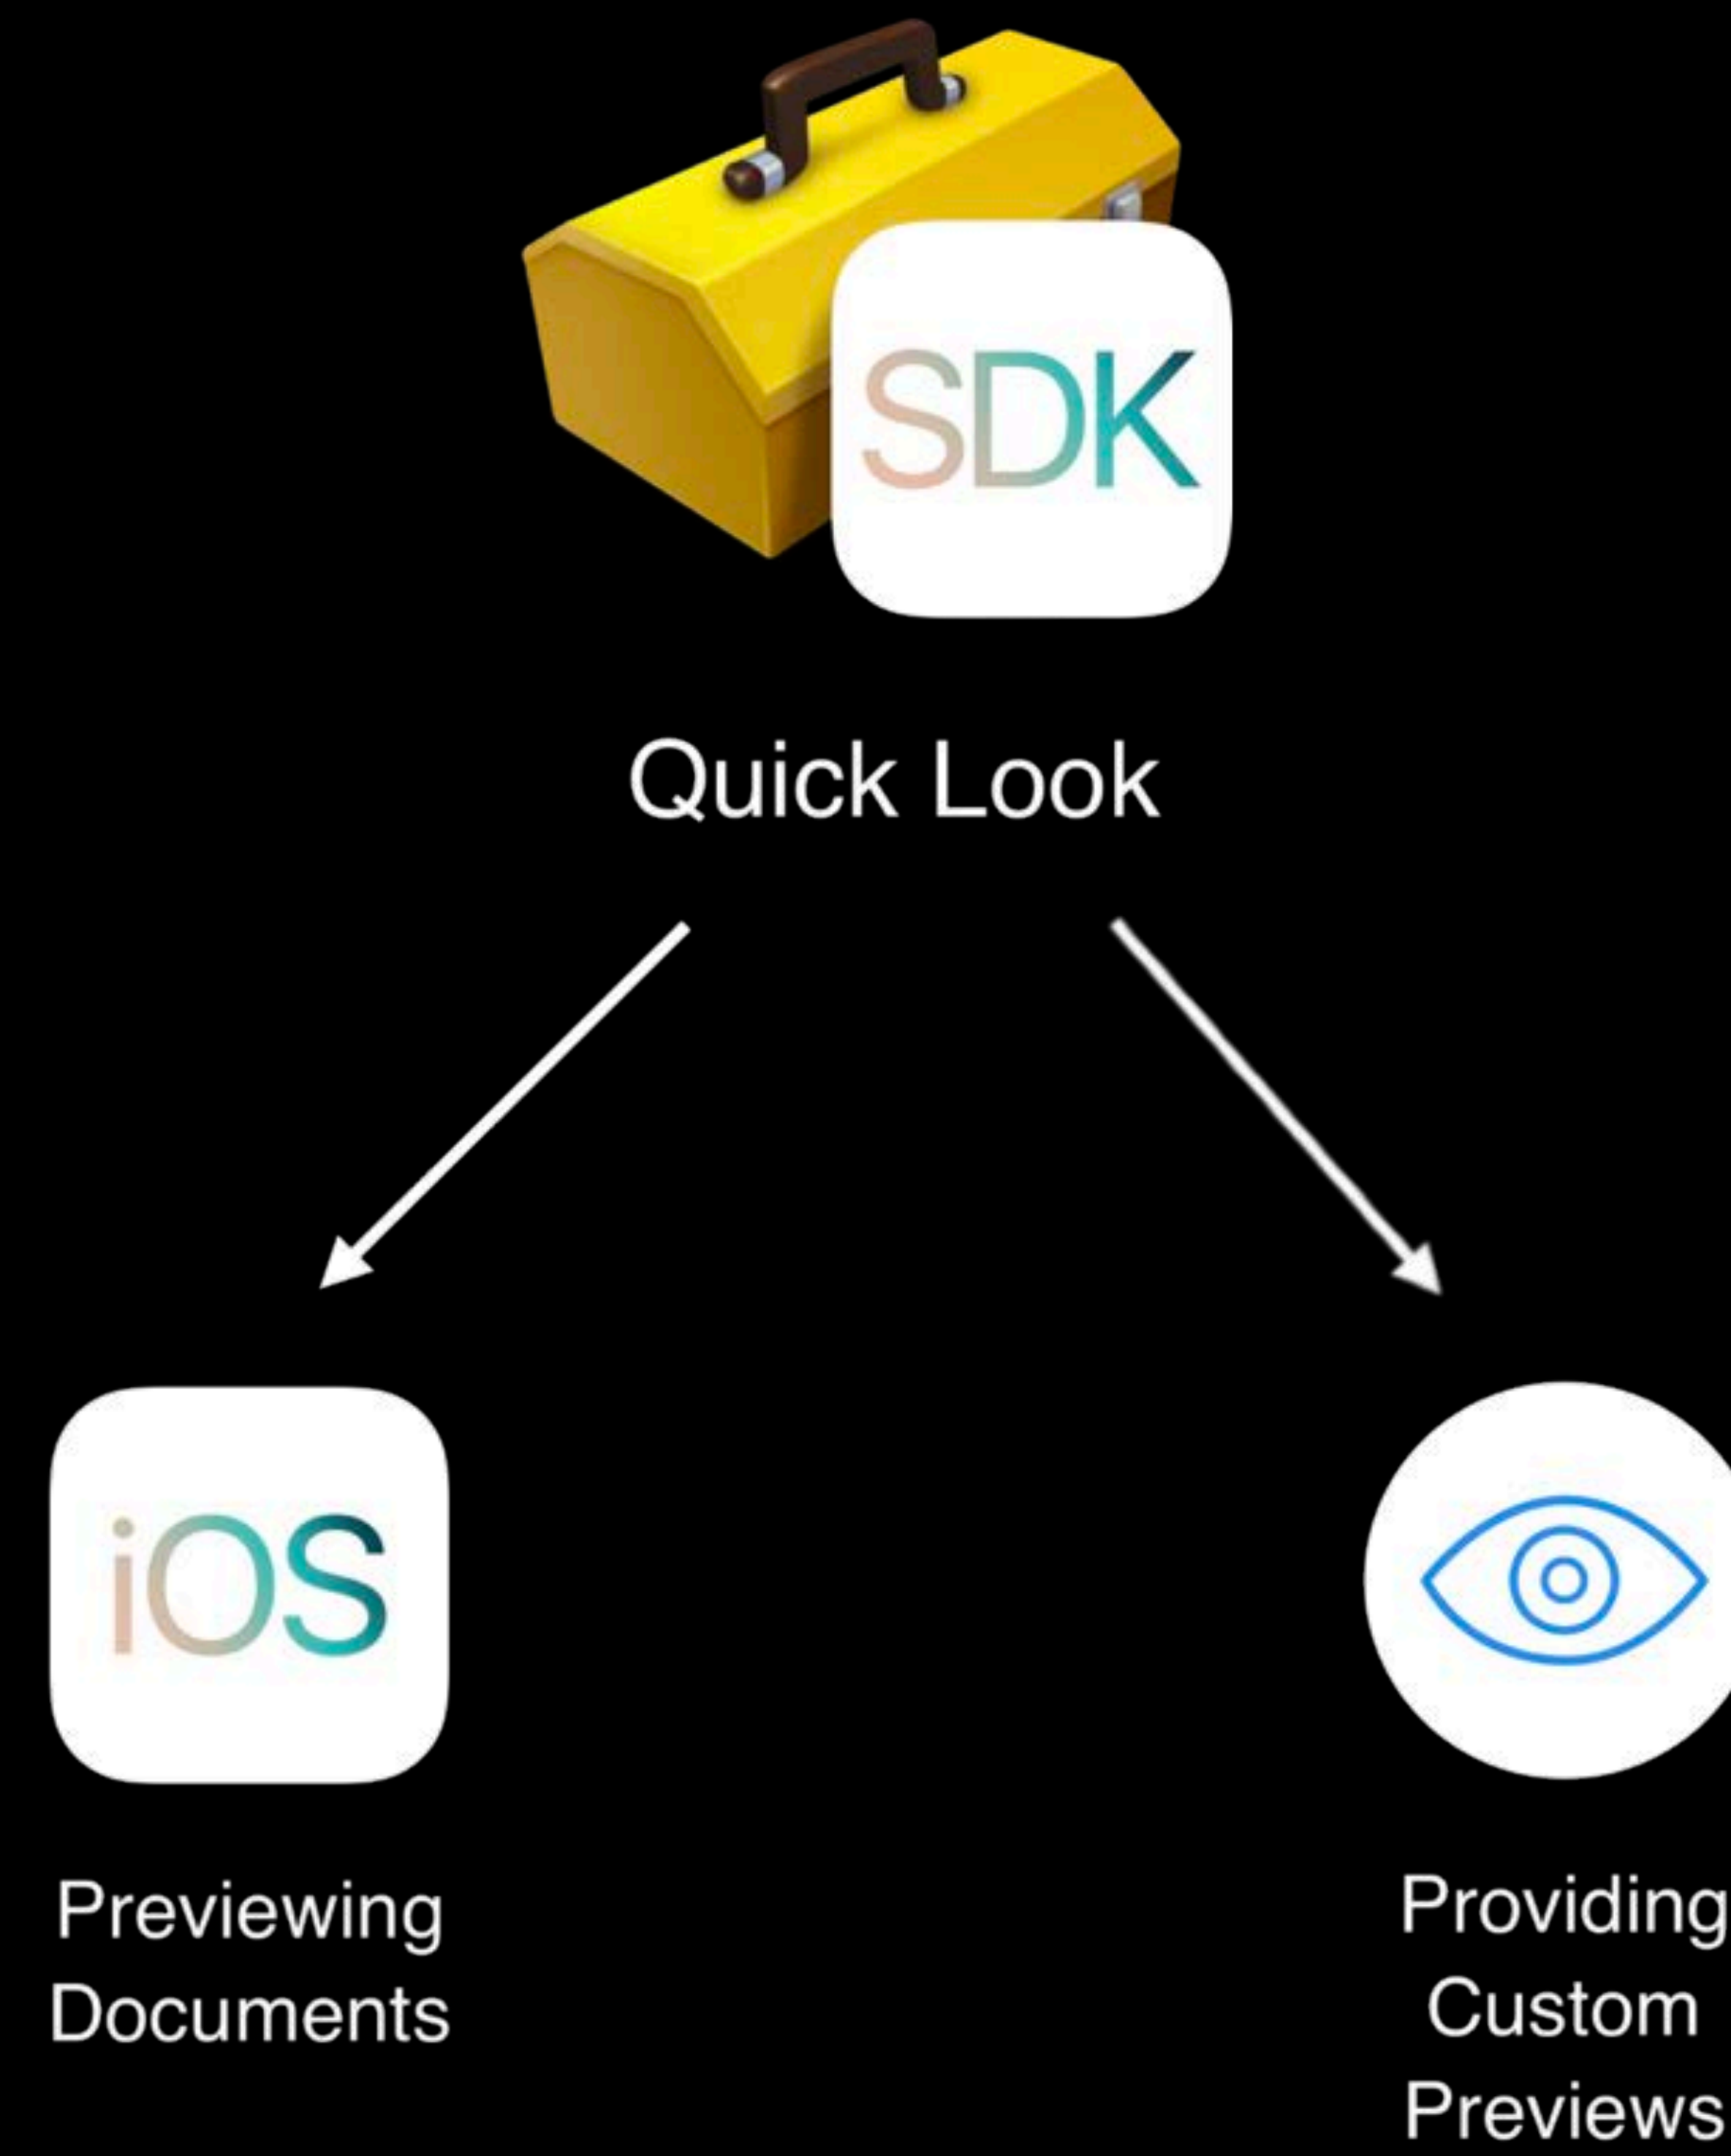 SDK
Quick Look
iOS
Previewing
Documents
Providing
Custom
Previews